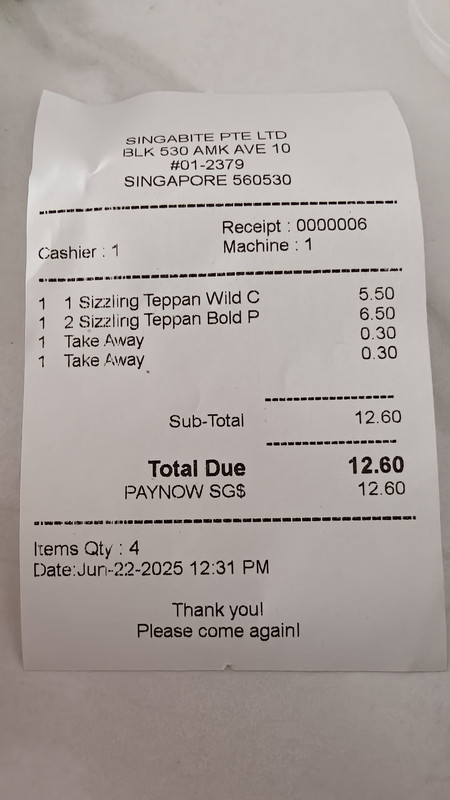 SINGABITE PTE LTD
BLK 530 AMK AVE 10
#01-2379
SINGAPORE 560530
Receipt : 0000006
Cashier : 1 Machine : 1
1 1 Sizzling Teppan Wild C 5.50
1 2 Sizzling Teppan Bold P 6.50
1 Take Away 0.30
1 Take Away 0.30
Sub-Total 12.60
Total Due 12.60
PAYNOW SG$ 12.60
Items Qty : 4
Date:Jun-22-2025 12:31 PM
Thank you!
Please come again!